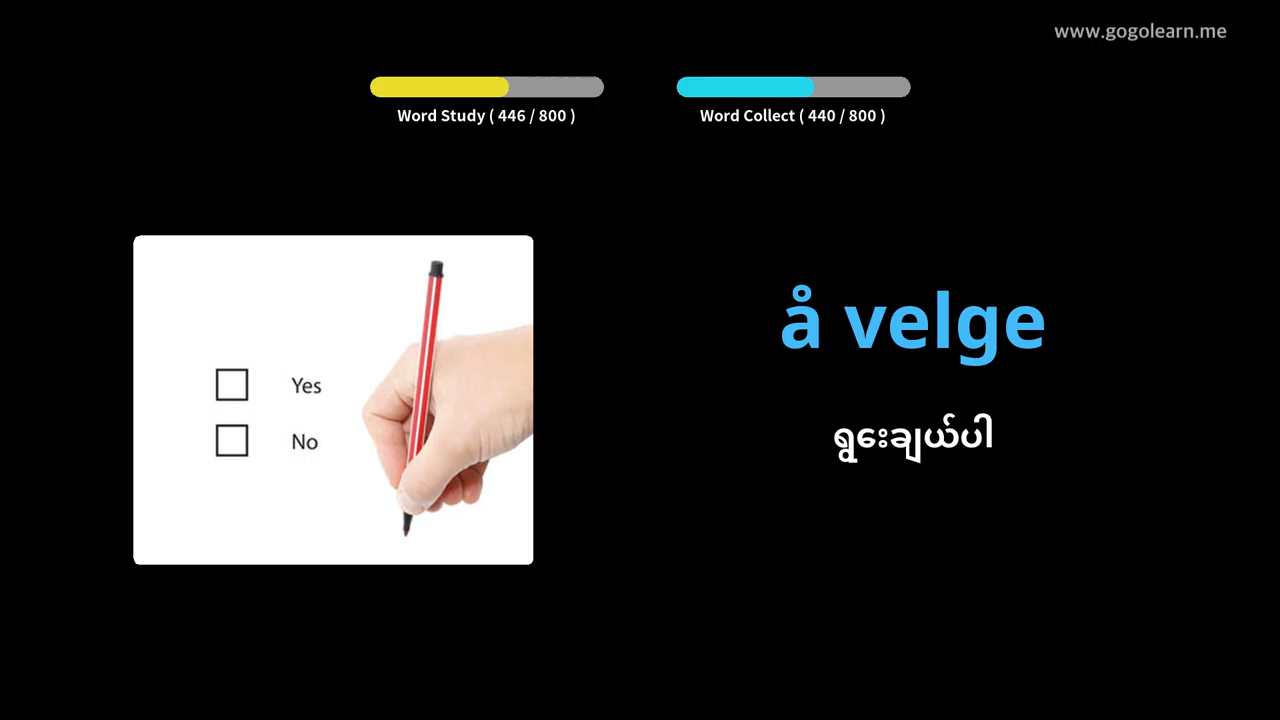 www.gogolearn.me
Word Study ( 446 / 800 )
Word Collect ( 440 / 800 )
Yes
No
å velge
ရွေးချယ်ပါ